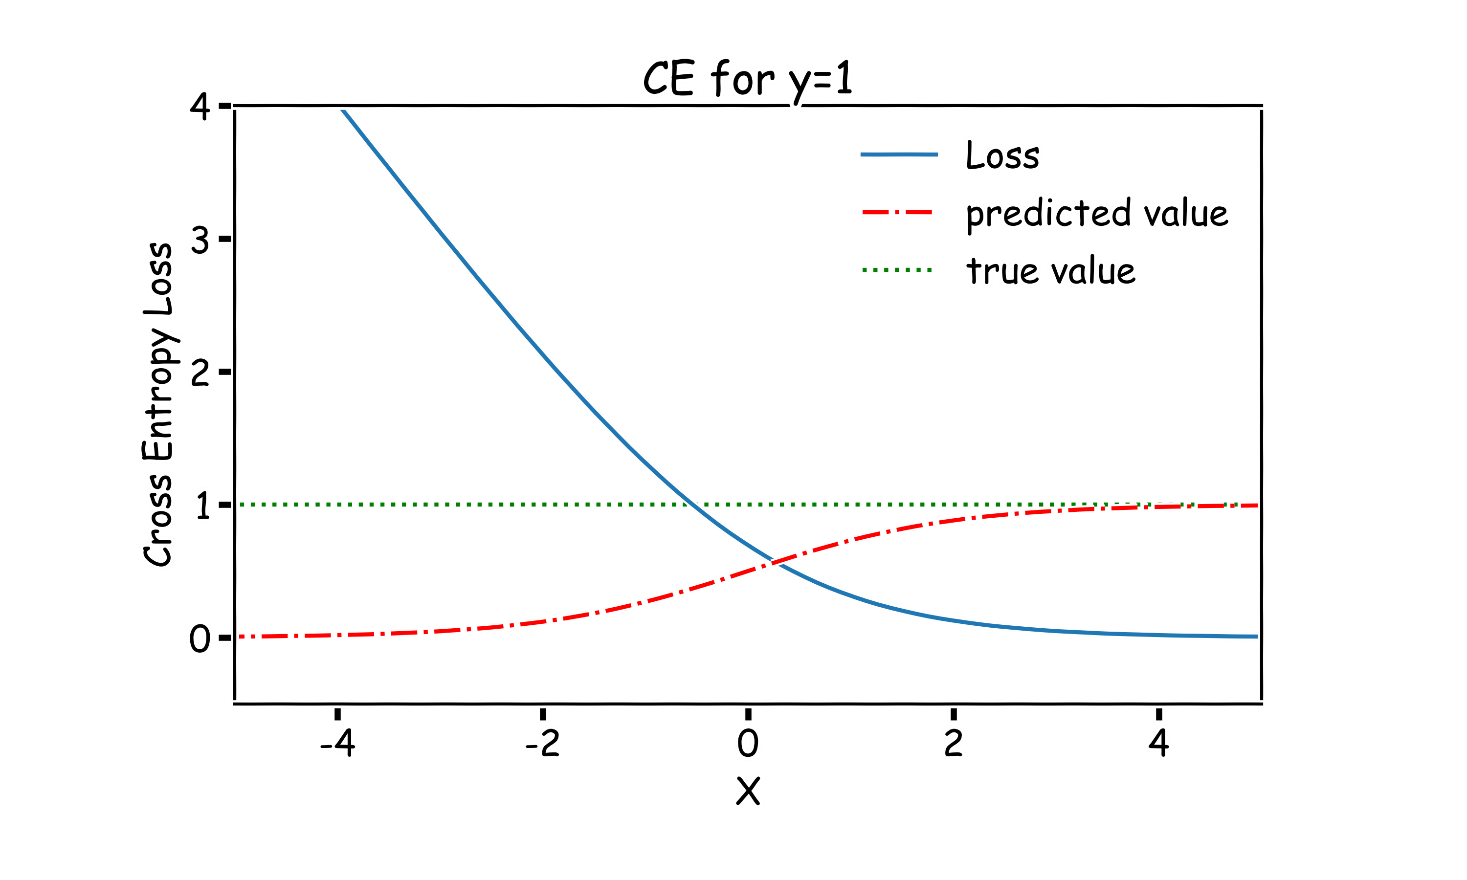 CE for y=1
4
3
2
1
0
Cross Entropy Loss
Loss
predicted value
true value
-4 -2 0 2 4
X